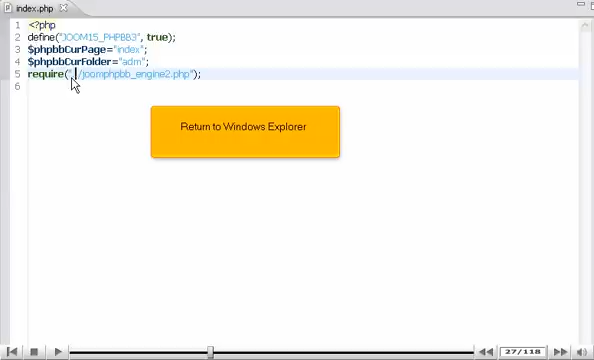 index.php
1 <?php
2 define("JOOM15_PHPBB3", true);
3 $phpbbCurPage="index";
4 $phpbbCurFolder="adm";
5 require("../joomphpbb_engine2.php");
6
Return to Windows Explorer
27/118